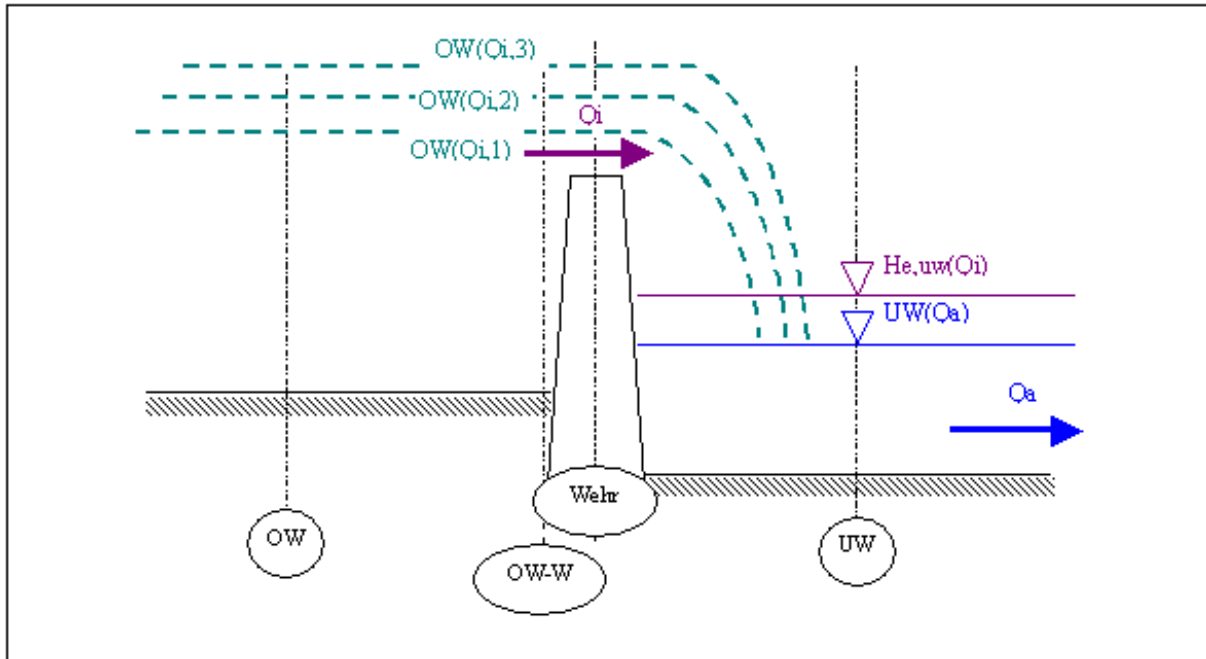 OW(Qi,3)
OW(Qi,2)
Qi
OW(Qi,1)
He,uw(Qi)
UW(Qa)
Qa
Wehr
OW
UW
OW-W